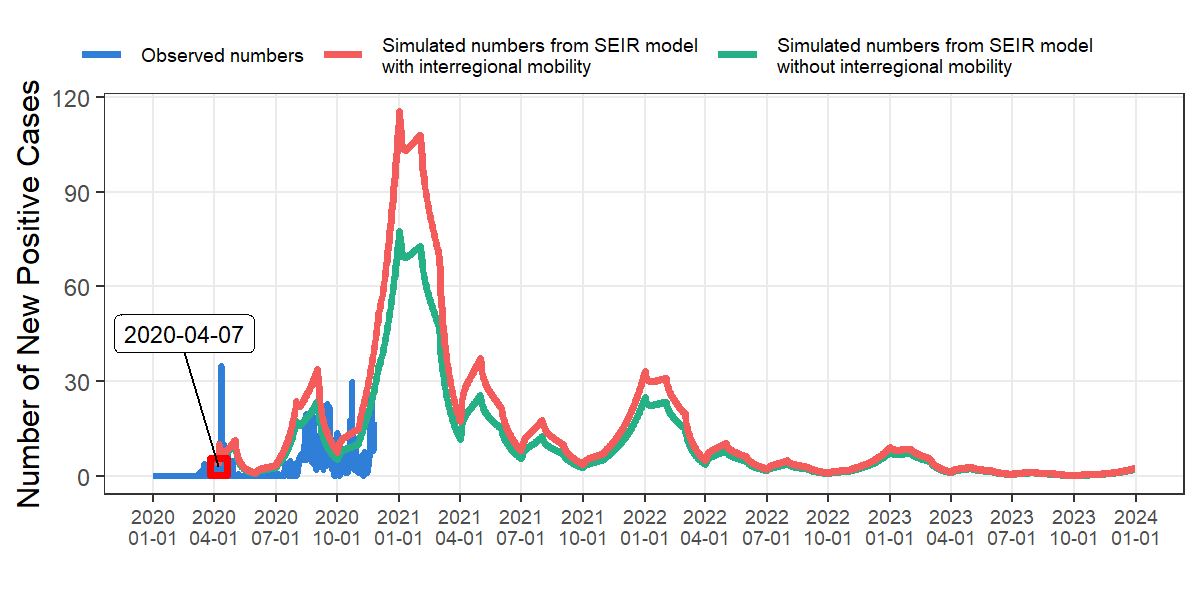 Observed numbers
Simulated numbers from SEIR model
with interregional mobility
Simulated numbers from SEIR model
without interregional mobility
Number of New Positive Cases
120
90
60
30
0
2020-04-07
2020 2020 2020 2020 2021 2021 2021 2021 2022 2022 2022 2022 2023 2023 2023 2023 2024
01-01 04-01 07-01 10-01 01-01 04-01 07-01 10-01 01-01 04-01 07-01 10-01 01-01 04-01 07-01 10-01 01-01